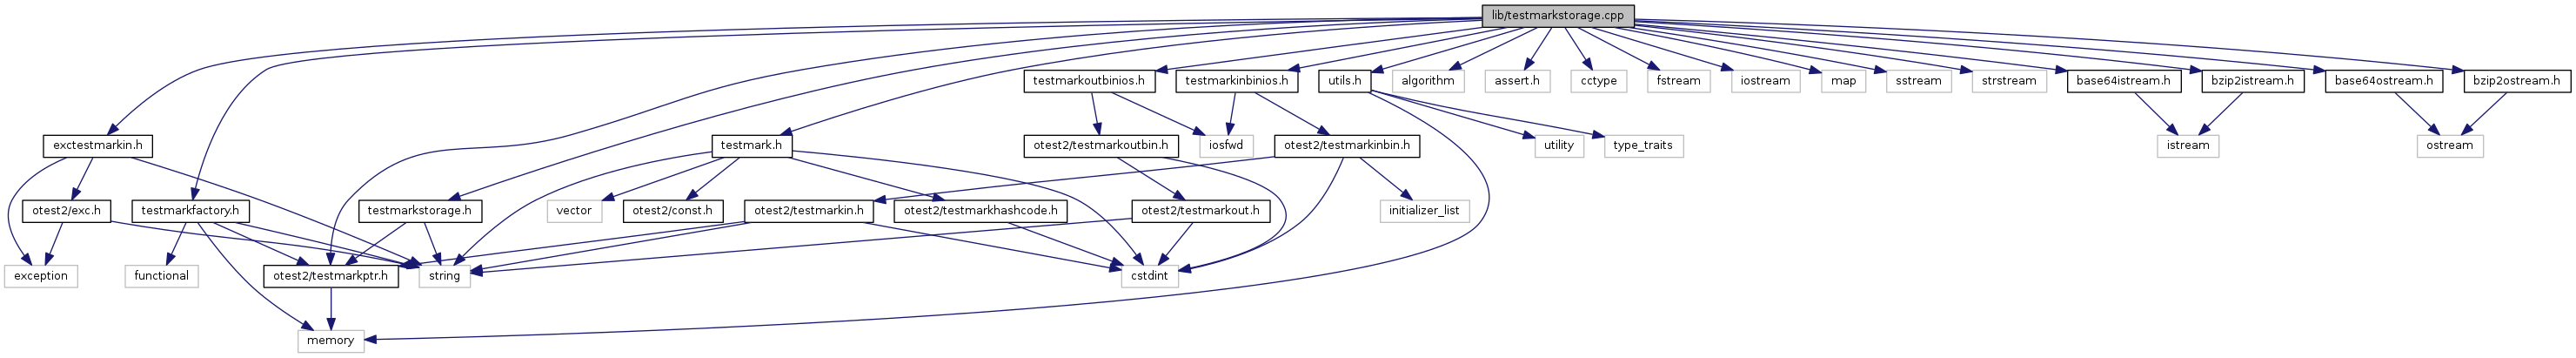 lib/testmarkstorage.cpp
testmarkoutbinios.h
testmarkinbinios.h
utils.h
algorithm
assert.h
cctype
fstream
iostream
map
sstream
strstream
base64istream.h
bzip2istream.h
base64ostream.h
bzip2ostream.h
exctestmarkin.h
testmark.h
otest2/testmarkoutbin.h
iosfwd
otest2/testmarkinbin.h
utility
type_traits
istream
ostream
otest2/exc.h
testmarkfactory.h
testmarkstorage.h
vector
otest2/const.h
otest2/testmarkin.h
otest2/testmarkhashcode.h
otest2/testmarkout.h
initializer_list
exception
functional
otest2/testmarkptr.h
string
cstdint
memory